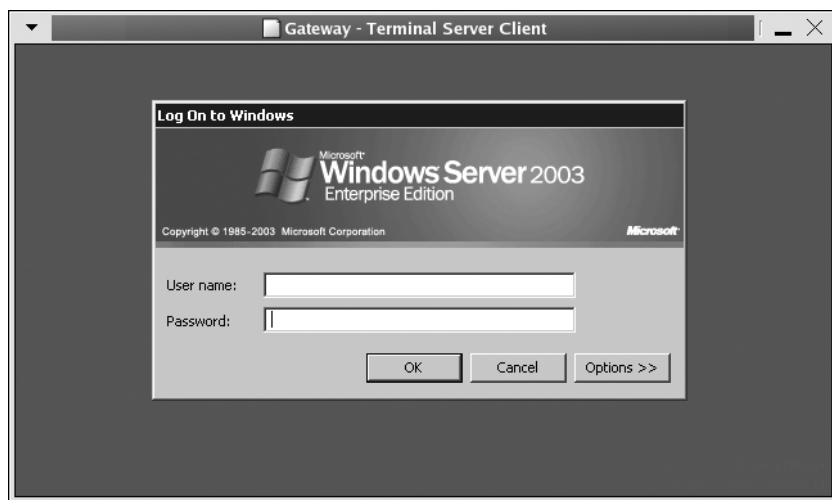 Gateway - Terminal Server Client
Log On to Windows
Microsoft
Windows Server 2003
Enterprise Edition
Copyright © 1985-2003 Microsoft Corporation
Microsoft
User name:
Password:
OK Cancel Options >>